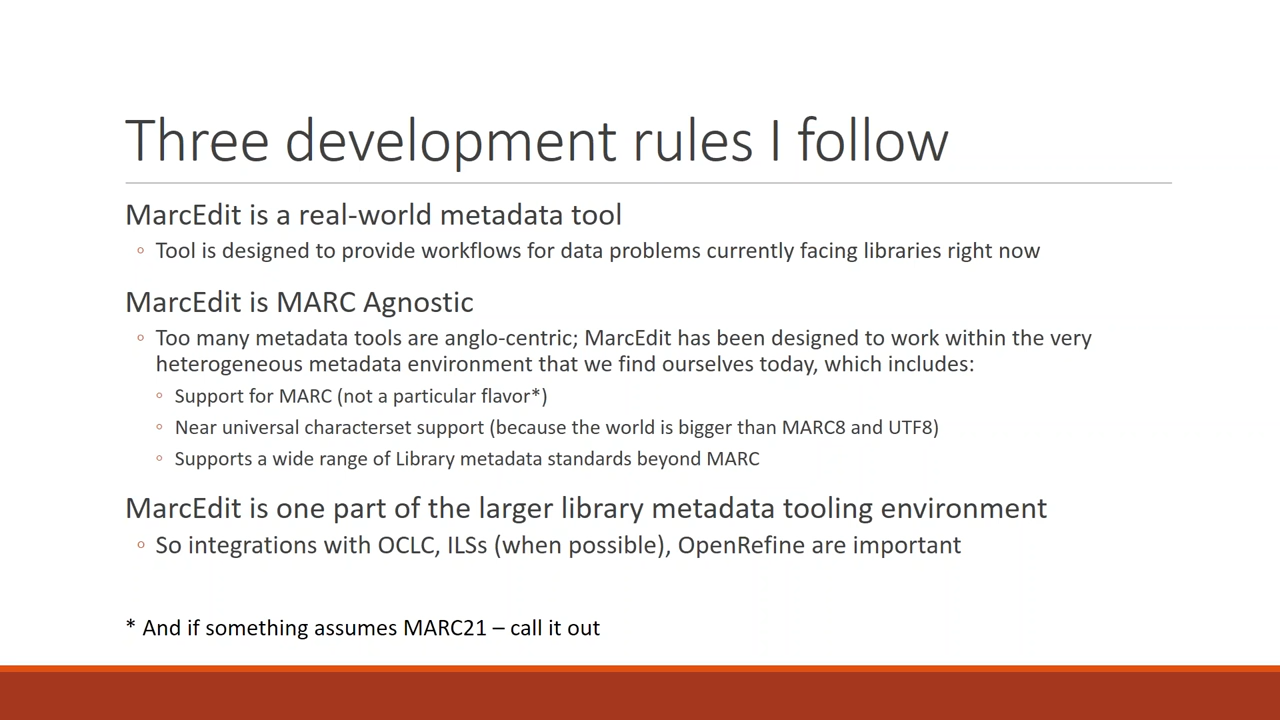 Three development rules I follow
MarcEdit is a real-world metadata tool
◦ Tool is designed to provide workflows for data problems currently facing libraries right now
MarcEdit is MARC Agnostic
◦ Too many metadata tools are anglo-centric; MarcEdit has been designed to work within the very
heterogeneous metadata environment that we find ourselves today, which includes:
◦ Support for MARC (not a particular flavor*)
◦ Near universal characterset support (because the world is bigger than MARC8 and UTF8)
◦ Supports a wide range of Library metadata standards beyond MARC
MarcEdit is one part of the larger library metadata tooling environment
◦ So integrations with OCLC, ILSs (when possible), OpenRefine are important
* And if something assumes MARC21 – call it out